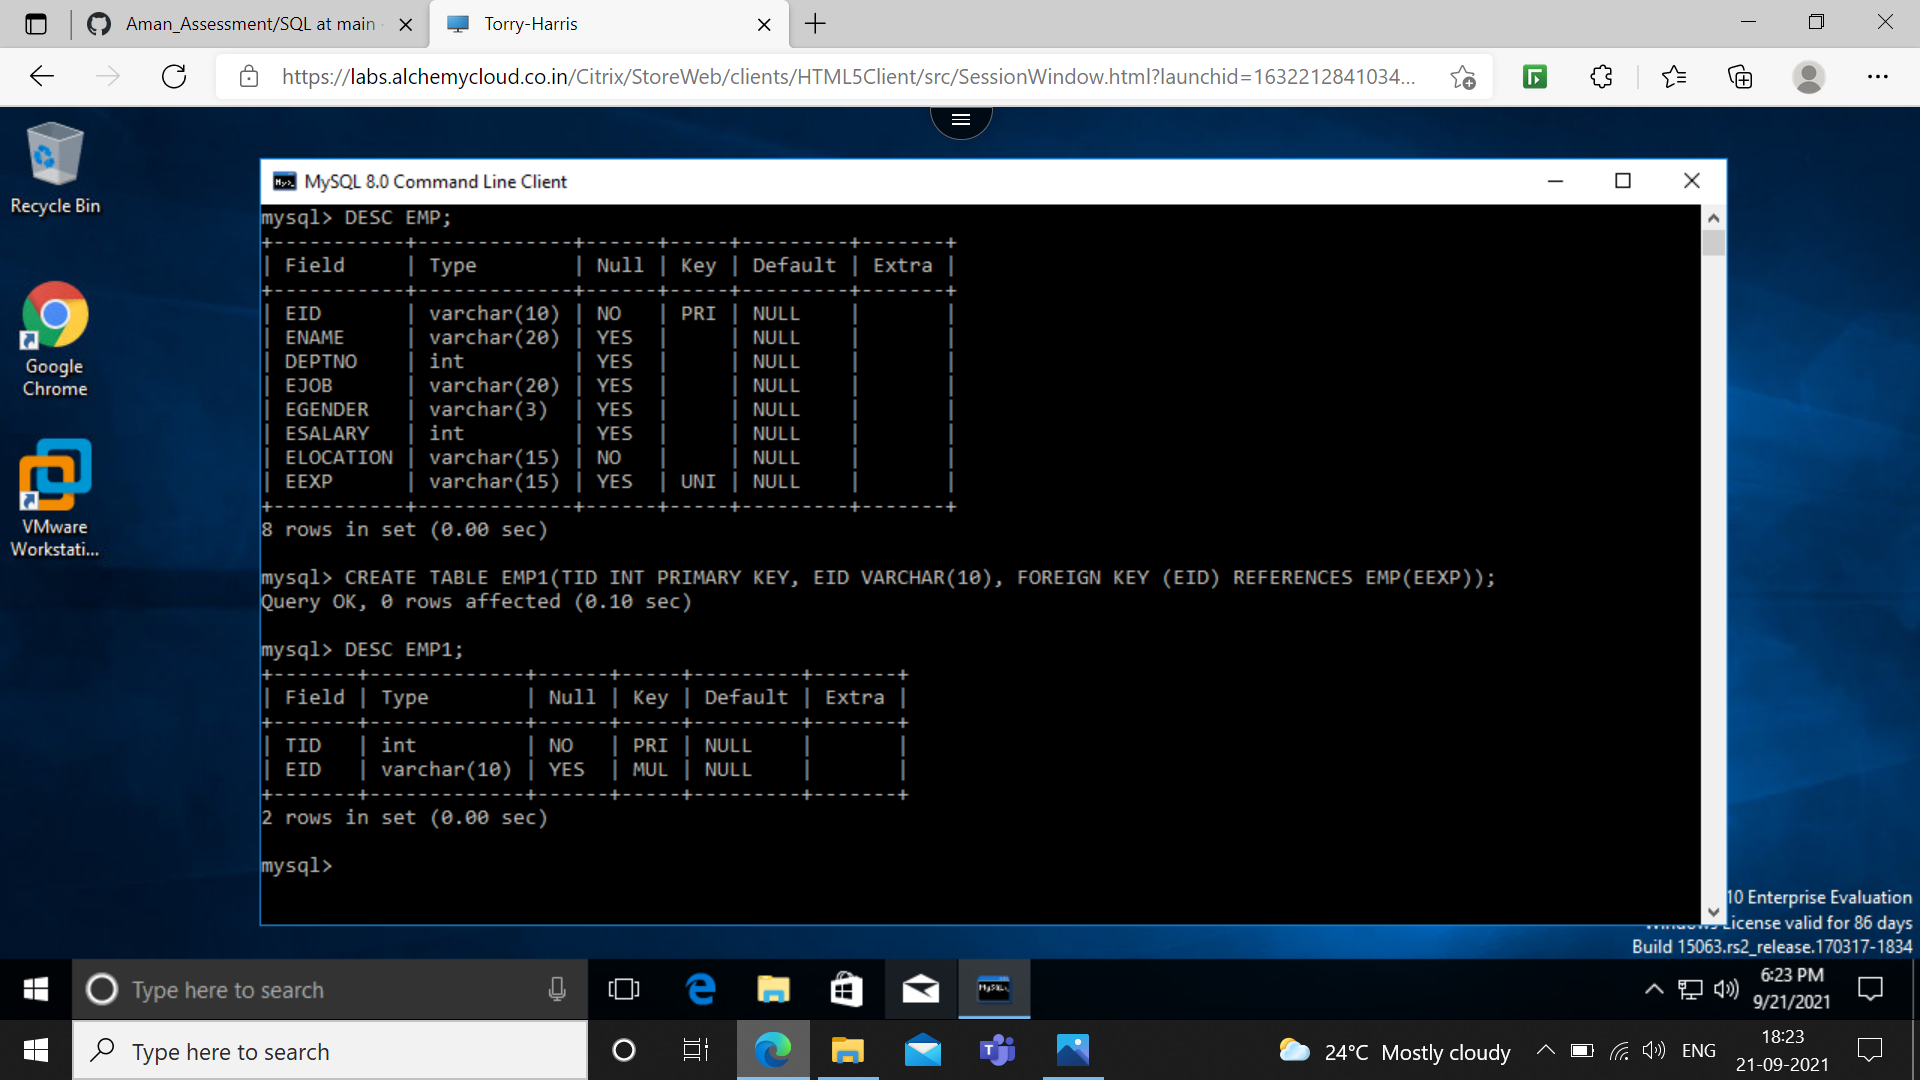 Aman_Assessment/SQL at main
Torry-Harris
https://labs.alchemycloud.co.in/Citrix/StoreWeb/clients/HTML5Client/src/SessionWindow.html?launchid=1632212841034...
Recycle Bin
Google
Chrome
VMware
Workstati...
MySQL 8.0 Command Line Client
mysql> DESC EMP;
+-----------+-------------+------+-----+---------+-------+
| Field     | Type        | Null | Key | Default | Extra |
+-----------+-------------+------+-----+---------+-------+
| EID       | varchar(10) | NO   | PRI | NULL    |       |
| ENAME     | varchar(20) | YES  |     | NULL    |       |
| DEPTNO    | int         | YES  |     | NULL    |       |
| EJOB      | varchar(20) | YES  |     | NULL    |       |
| EGENDER   | varchar(3)  | YES  |     | NULL    |       |
| ESALARY   | int         | YES  |     | NULL    |       |
| ELOCATION | varchar(15) | NO   |     | NULL    |       |
| EEXP      | varchar(15) | YES  | UNI | NULL    |       |
+-----------+-------------+------+-----+---------+-------+
8 rows in set (0.00 sec)
mysql> CREATE TABLE EMP1(TID INT PRIMARY KEY, EID VARCHAR(10), FOREIGN KEY (EID) REFERENCES EMP(EEXP));
Query OK, 0 rows affected (0.10 sec)
mysql> DESC EMP1;
+-------+-------------+------+-----+---------+-------+
| Field | Type        | Null | Key | Default | Extra |
+-------+-------------+------+-----+---------+-------+
| TID   | int         | NO   | PRI | NULL    |       |
| EID   | varchar(10) | YES  | MUL | NULL    |       |
+-------+-------------+------+-----+---------+-------+
2 rows in set (0.00 sec)
mysql>
10 Enterprise Evaluation
License valid for 86 days
Build 15063.rs2_release.170317-1834
Type here to search
6:23 PM
9/21/2021
Type here to search
24°C Mostly cloudy
ENG
18:23
21-09-2021